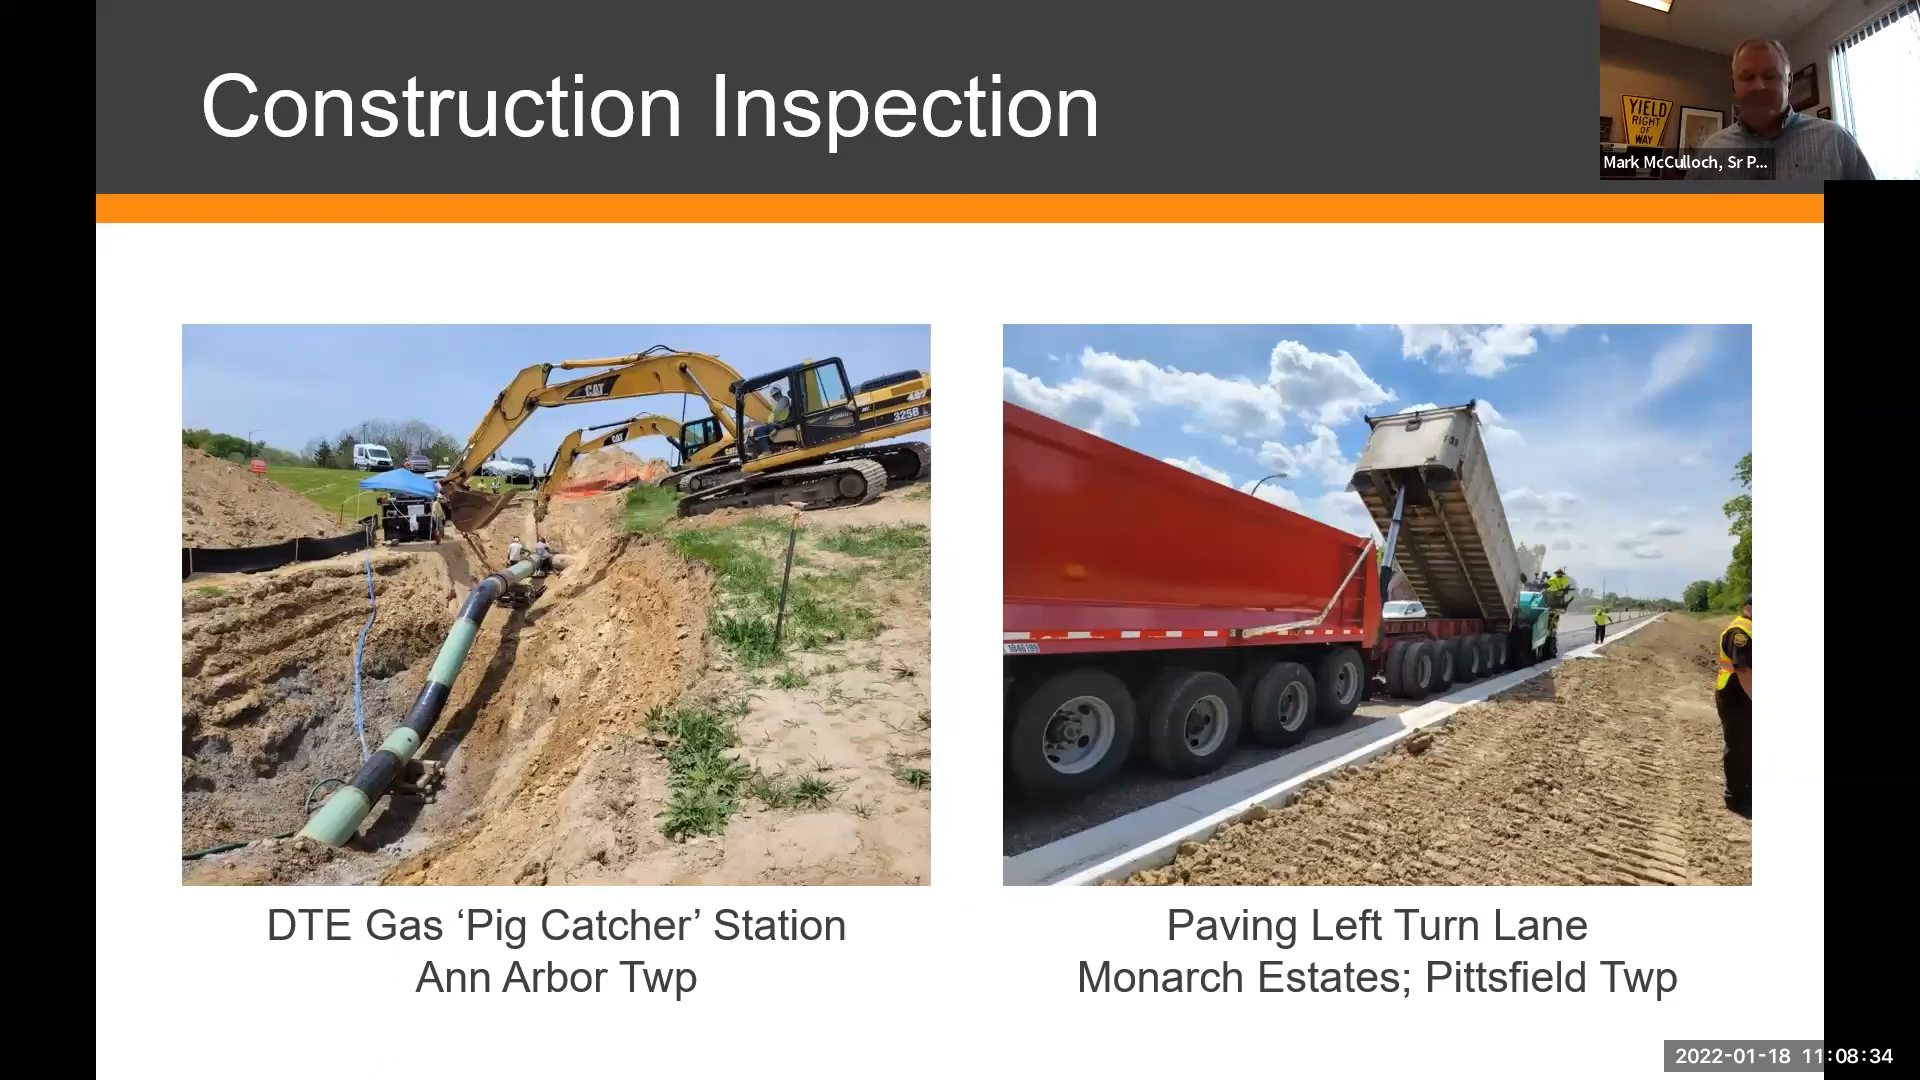 Construction Inspection
YIELD
RIGHT
OF
WAY
Mark McCulloch, Sr P...
CAT
CAT
325B L
DTE Gas ‘Pig Catcher’ Station
Ann Arbor Twp
Paving Left Turn Lane
Monarch Estates; Pittsfield Twp
2022-01-18 11:08:34